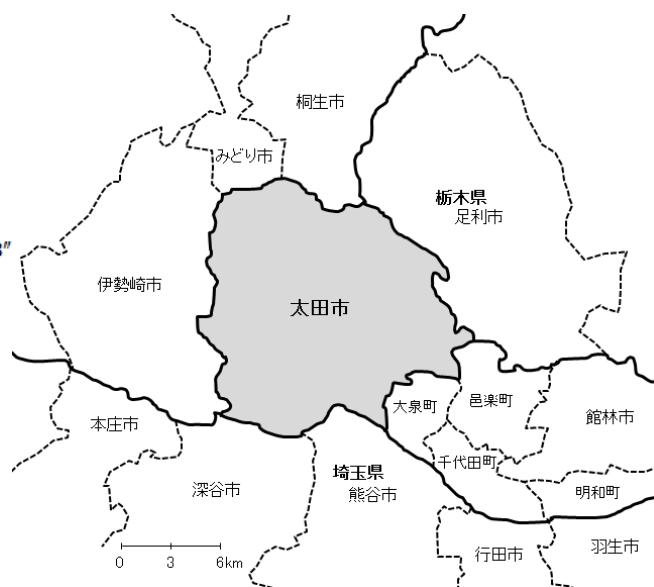 桐生市
みどり市
栃木県
足利市
伊勢崎市
太田市
大泉町
邑楽町
館林市
本庄市
千代田町
埼玉県
深谷市
熊谷市
明和町
行田市
羽生市
0 3 6km